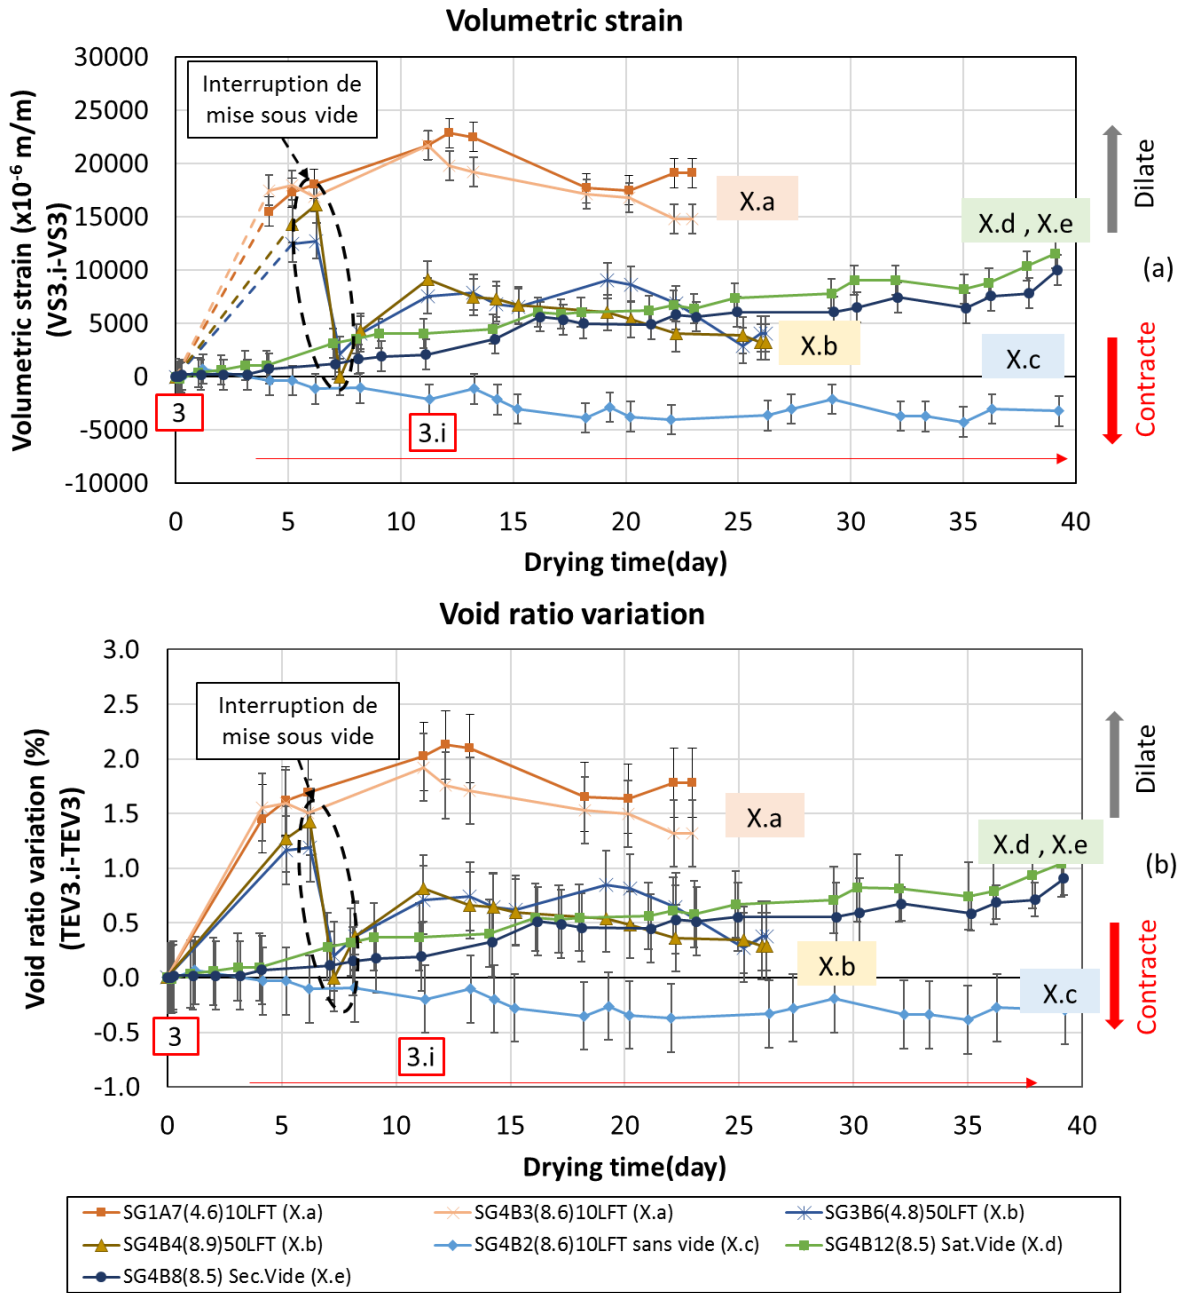 Volumetric strain
Volumetric strain (x10⁻⁶ m/m)
(VS3.i-VS3)
30000
25000
20000
15000
10000
5000
0
-5000
-10000
Interruption de
mise sous vide
X.a
X.d , X.e
X.b
X.c
3
3.i
Dilate
(a)
Contracte
0 5 10 15 20 25 30 35 40
Drying time(day)
Void ratio variation
Void ratio variation (%)
(TEV3.i-TEV3)
3.0
2.5
2.0
1.5
1.0
0.5
0.0
-0.5
-1.0
Interruption de
mise sous vide
X.a
X.d , X.e
X.b
X.c
3
3.i
Dilate
(b)
Contracte
0 5 10 15 20 25 30 35 40
Drying time(day)
SG1A7(4.6)10LFT (X.a) SG4B3(8.6)10LFT (X.a) SG3B6(4.8)50LFT (X.b)
SG4B4(8.9)50LFT (X.b) SG4B2(8.6)10LFT sans vide (X.c) SG4B12(8.5) Sat.Vide (X.d)
SG4B8(8.5) Sec.Vide (X.e)